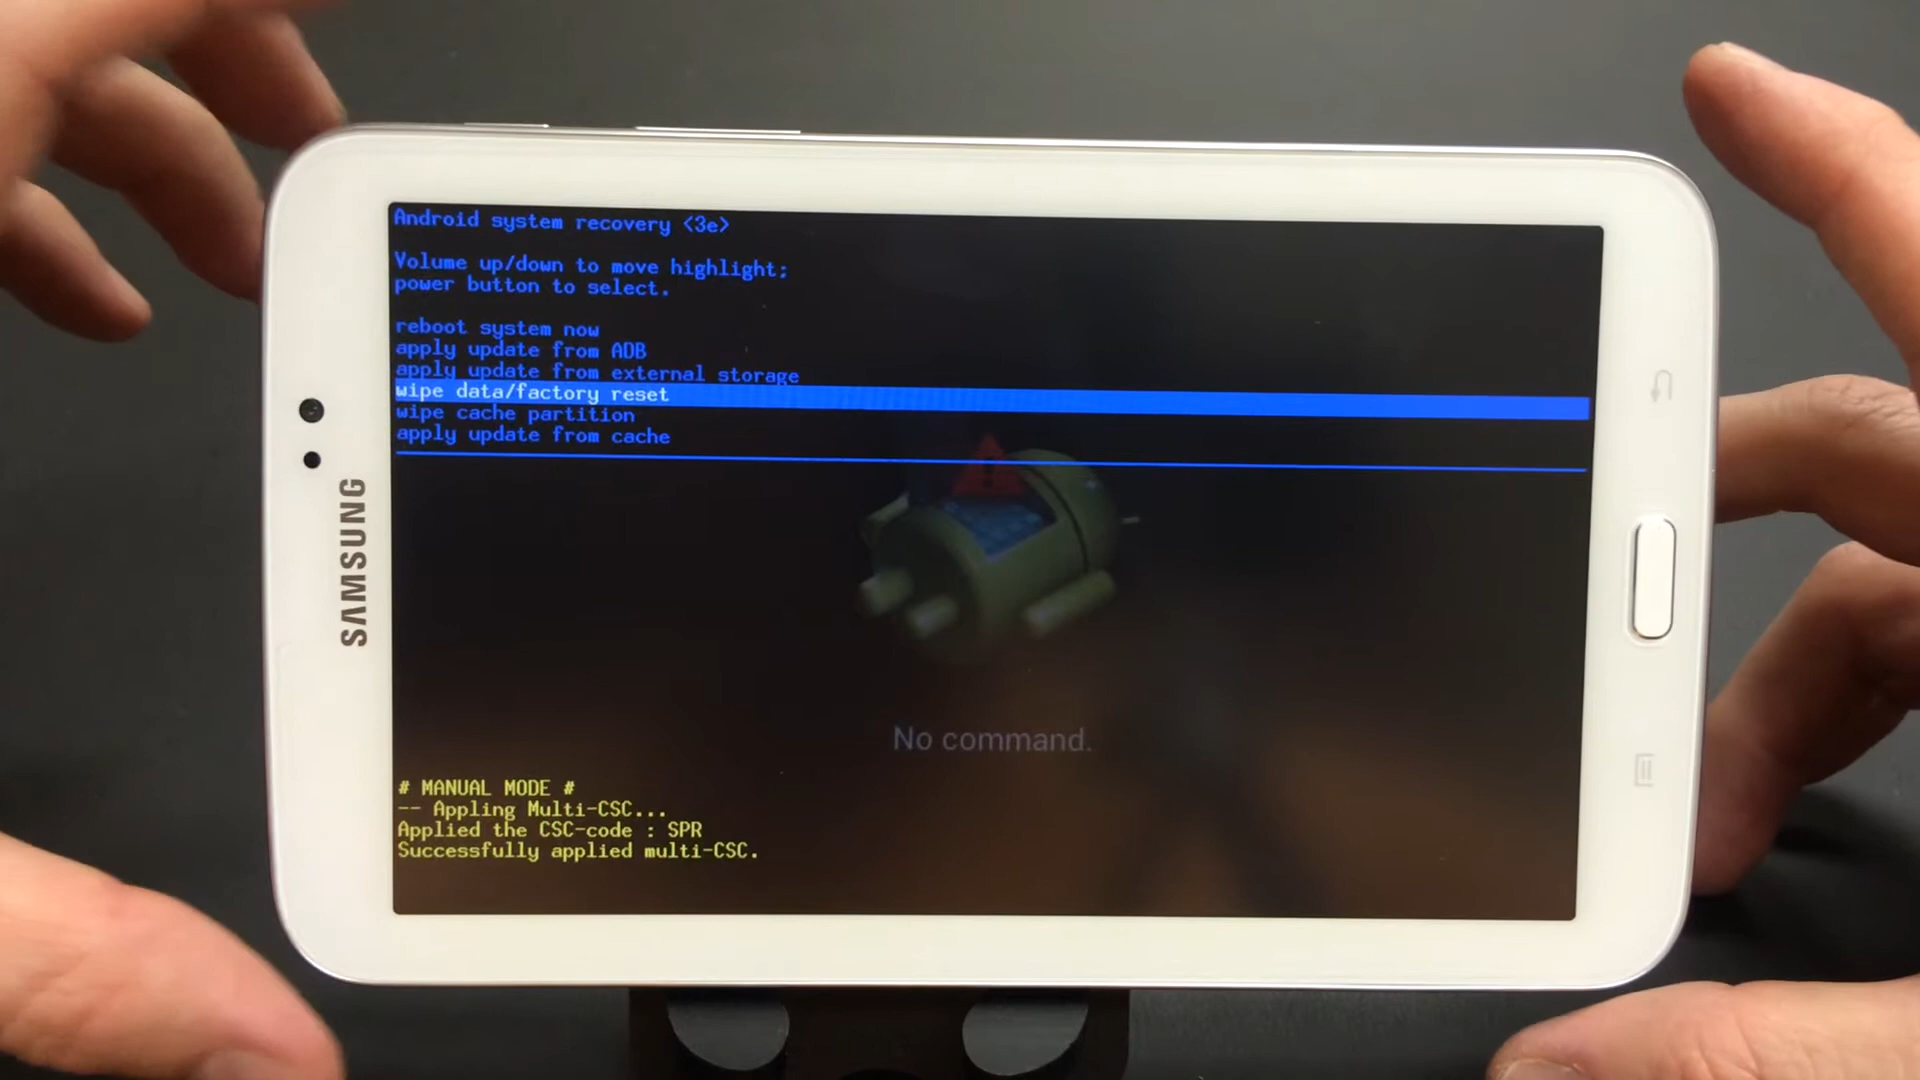 Android system recovery <3e>
Volume up/down to move highlight;
power button to select.
reboot system now
apply update from ADB
apply update from external storage
wipe data/factory reset
wipe cache partition
apply update from cache
SAMSUNG
No command.
# MANUAL MODE #
-- Appling Multi-CSC...
Applied the CSC-code : SPR
Successfully applied multi-CSC.